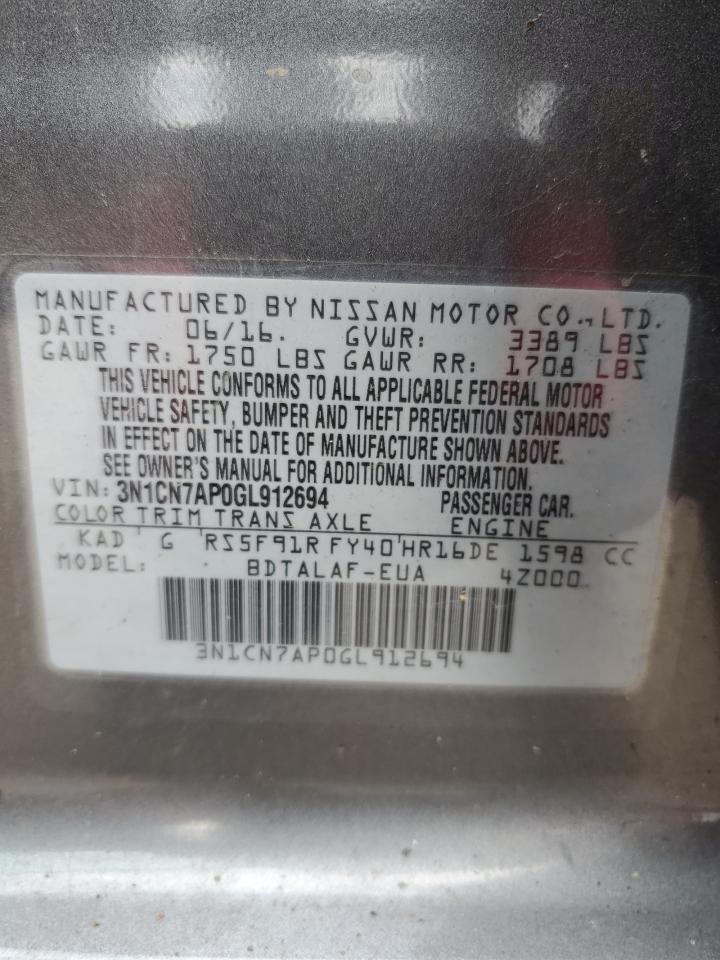 MANUFACTURED BY NISSAN MOTOR CO., LTD.
DATE: 06/16. GVWR: 3389 LBS
GAWR FR: 1750 LBS GAWR RR: 1708 LBS
THIS VEHICLE CONFORMS TO ALL APPLICABLE FEDERAL MOTOR
VEHICLE SAFETY, BUMPER AND THEFT PREVENTION STANDARDS
IN EFFECT ON THE DATE OF MANUFACTURE SHOWN ABOVE.
SEE OWNER'S MANUAL FOR ADDITIONAL INFORMATION.
VIN: 3N1CN7AP0GL912694 PASSENGER CAR.
COLOR TRIM TRANS AXLE ENGINE
KAD G RS5F91R FY40 HR16DE 1598 CC
MODEL: BDTALAF-EUA 4Z000
3N1CN7AP0GL912694